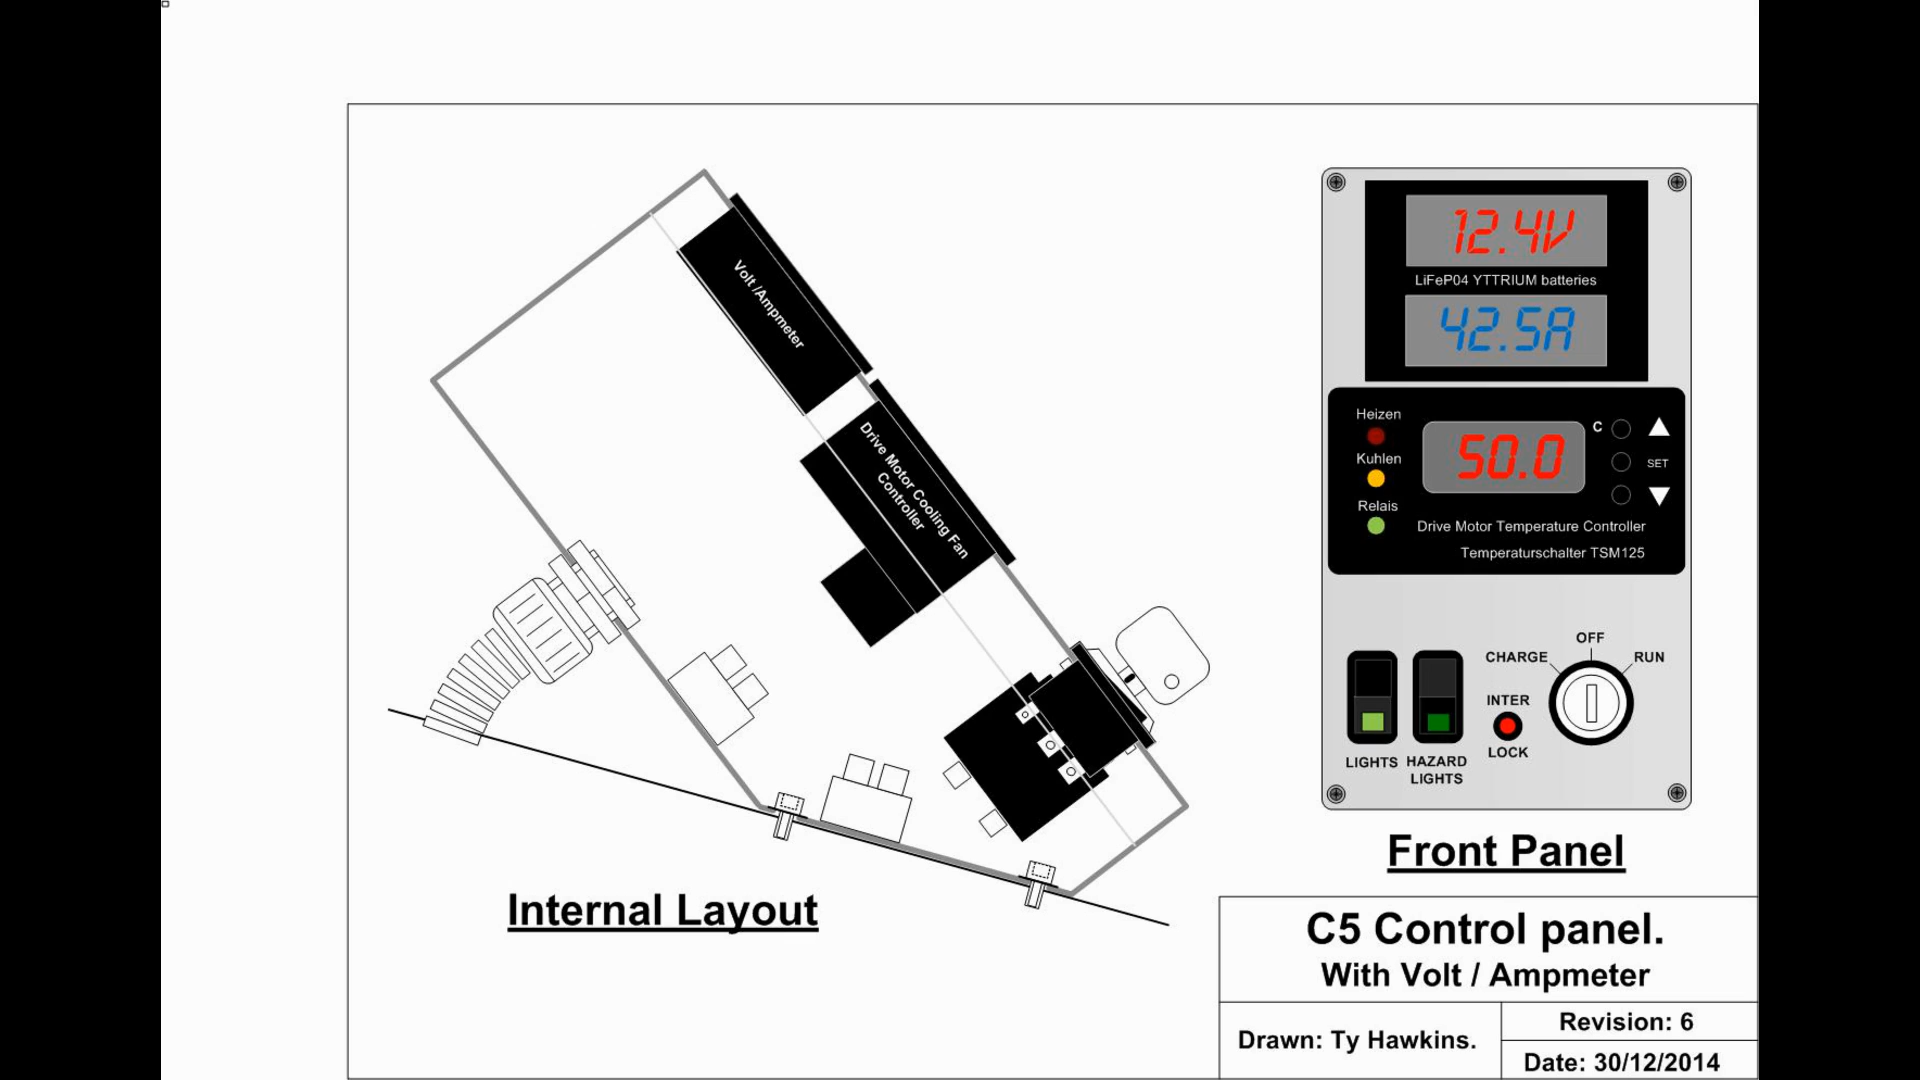 Volt /Ampmeter
Drive Motor Cooling Fan
Controller
Internal Layout
12.4V
LiFeP04 YTTRIUM batteries
42.5A
Heizen
Kuhlen
Relais
50.0
C
SET
Drive Motor Temperature Controller
Temperaturschalter TSM125
OFF
CHARGE
RUN
INTER
LOCK
LIGHTS
HAZARD
LIGHTS
Front Panel
C5 Control panel.
With Volt / Ampmeter
Drawn: Ty Hawkins.
Revision: 6
Date: 30/12/2014